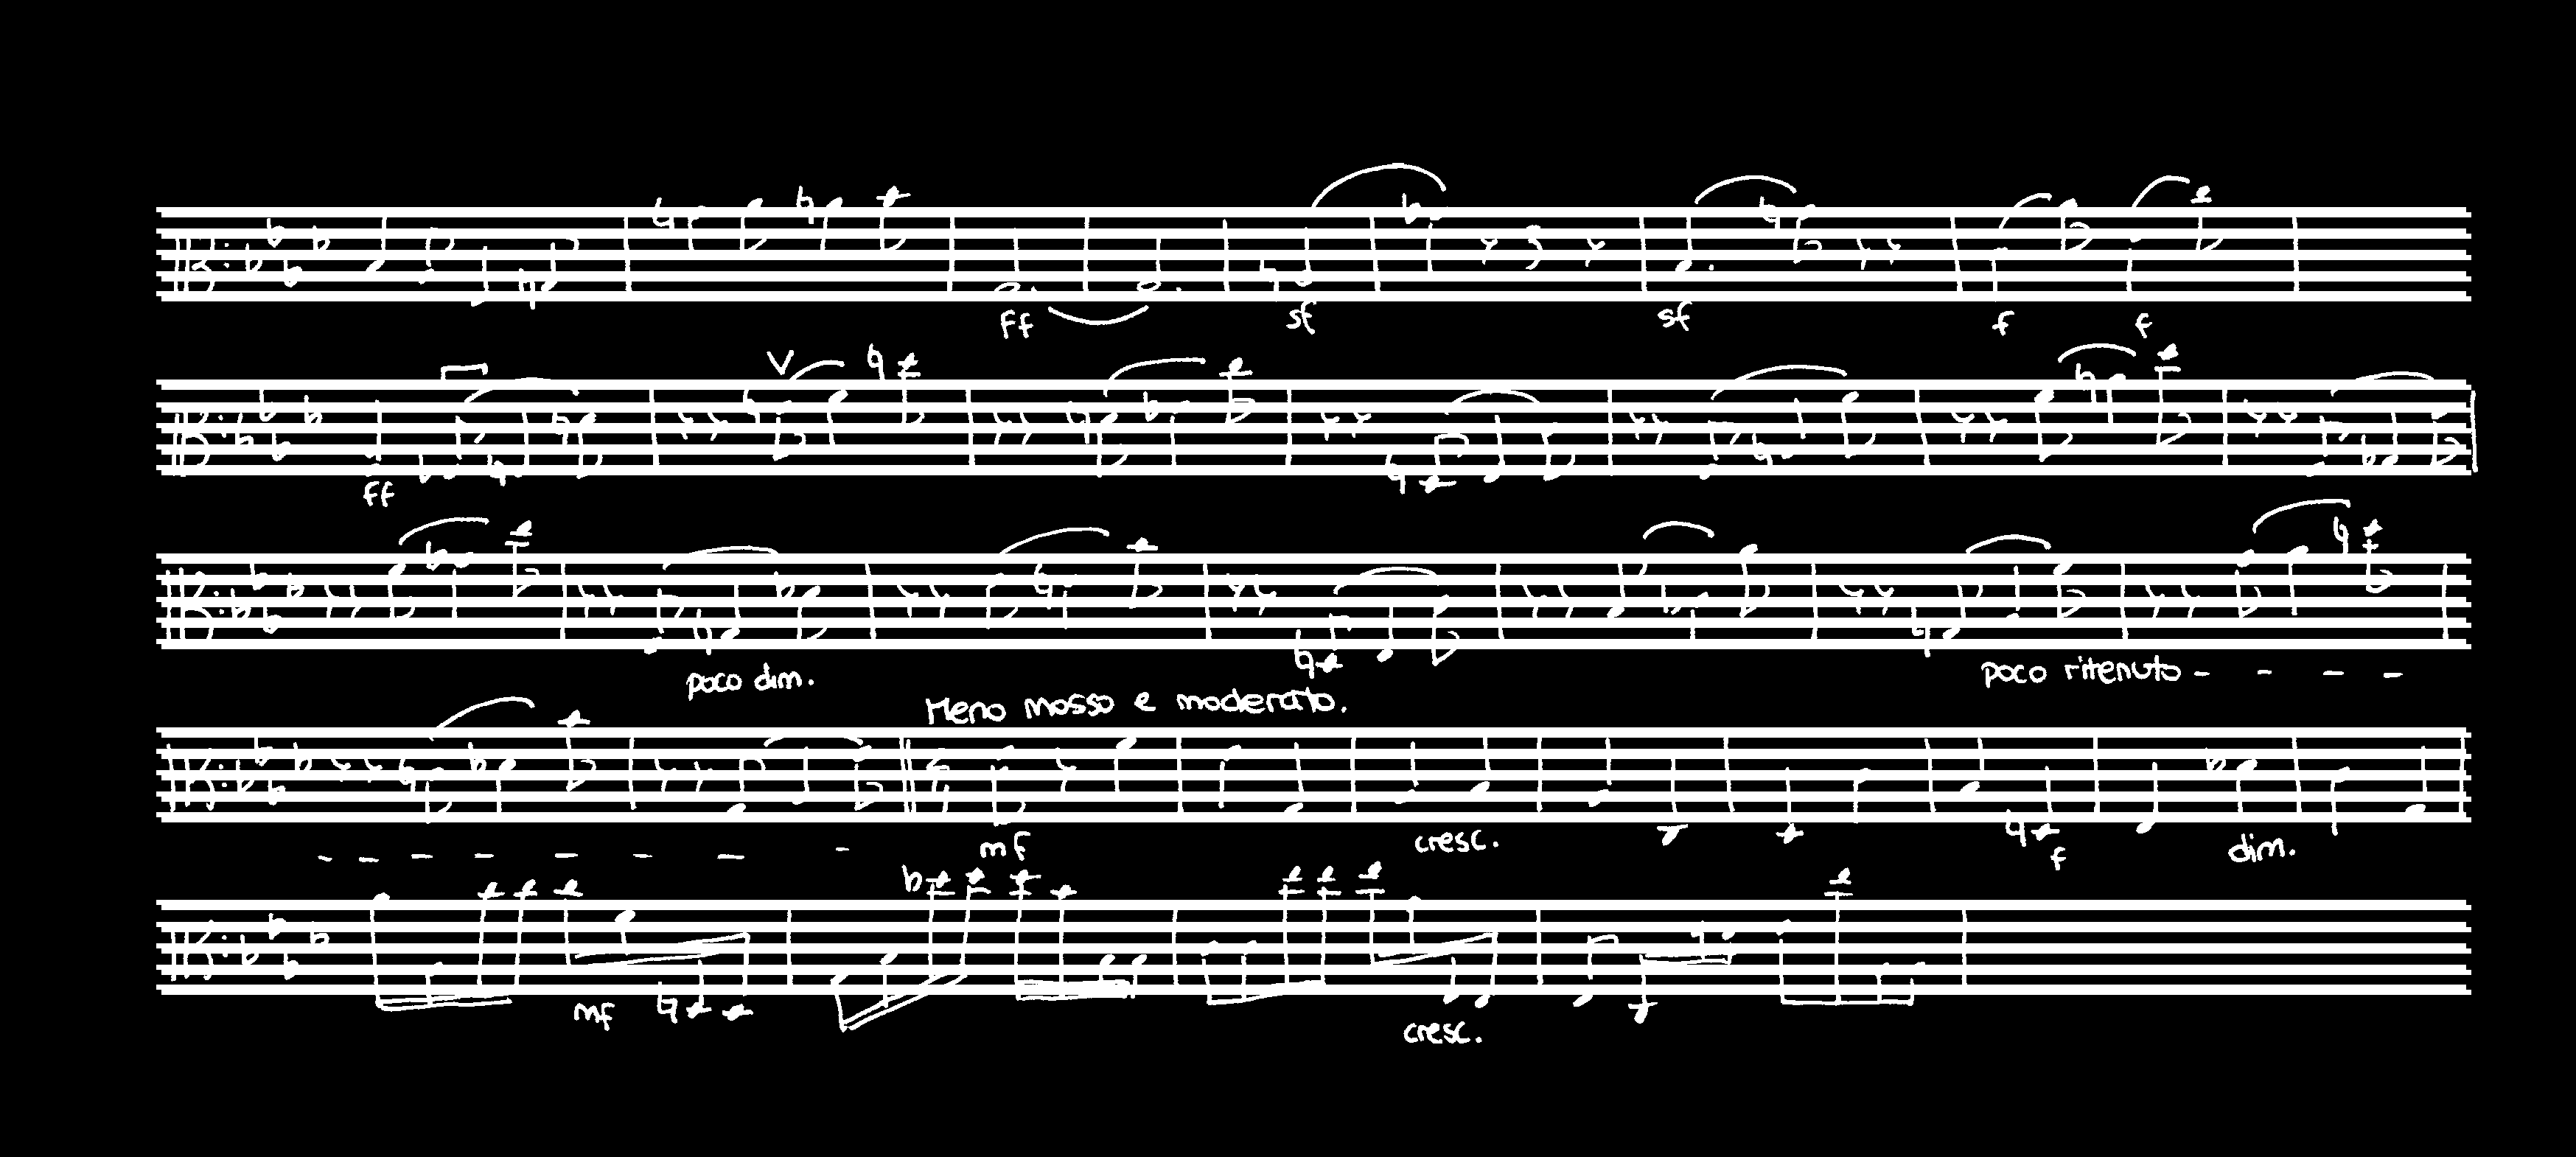 ff sf sf f f
ff
poco dim. poco ritenuto - - - -
Meno mosso e moderato.
- - - - - - - - mf cresc. f dim.
mf cresc.